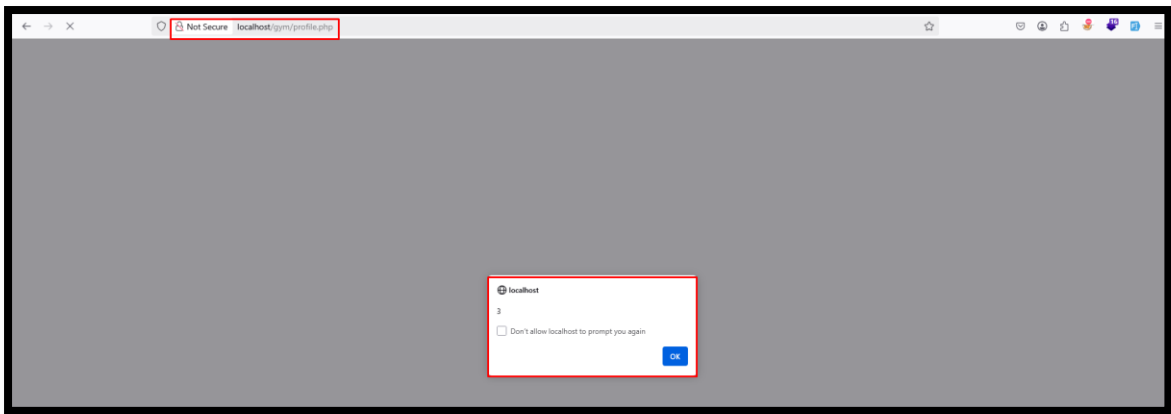 Not Secure localhost/gym/profile.php
localhost
3
Don't allow localhost to prompt you again
OK